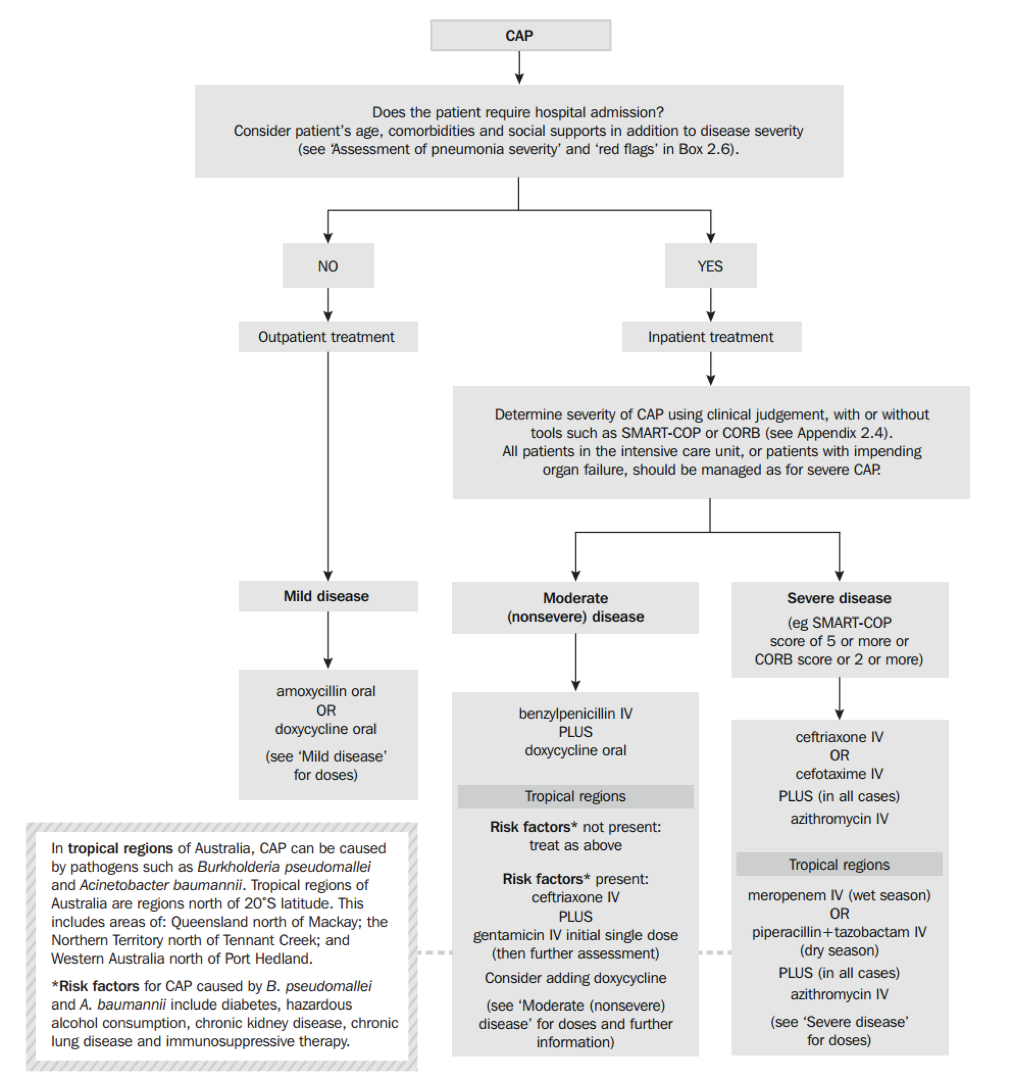 CAP
Does the patient require hospital admission?
Consider patient's age, comorbidities and social supports in addition to disease severity
(see 'Assessment of pneumonia severity' and 'red flags' in Box 2.6).
NO
YES
Outpatient treatment
Inpatient treatment
Determine severity of CAP using clinical judgement, with or without
tools such as SMART-COP or CORB (see Appendix 2.4).
All patients in the intensive care unit, or patients with impending
organ failure, should be managed as for severe CAP.
Mild disease
amoxycillin oral
OR
doxycycline oral
(see 'Mild disease'
for doses)
Moderate
(nonsevere) disease
benzylpenicillin IV
PLUS
doxycycline oral
Tropical regions
Risk factors* not present:
treat as above
Risk factors* present:
ceftriaxone IV
PLUS
gentamicin IV initial single dose
(then further assessment)
Consider adding doxycycline
(see 'Moderate (nonsevere)
disease' for doses and further
information)
Severe disease
(eg SMART-COP
score of 5 or more or
CORB score or 2 or more)
ceftriaxone IV
OR
cefotaxime IV
PLUS (in all cases)
azithromycin IV
Tropical regions
meropenem IV (wet season)
OR
piperacillin+tazobactam IV
(dry season)
PLUS (in all cases)
azithromycin IV
(see 'Severe disease'
for doses)
In tropical regions of Australia, CAP can be caused
by pathogens such as Burkholderia pseudomallei
and Acinetobacter baumannii. Tropical regions of
Australia are regions north of 20˚S latitude. This
includes areas of: Queensland north of Mackay; the
Northern Territory north of Tennant Creek; and
Western Australia north of Port Hedland.
*Risk factors for CAP caused by B. pseudomallei
and A. baumannii include diabetes, hazardous
alcohol consumption, chronic kidney disease, chronic
lung disease and immunosuppressive therapy.